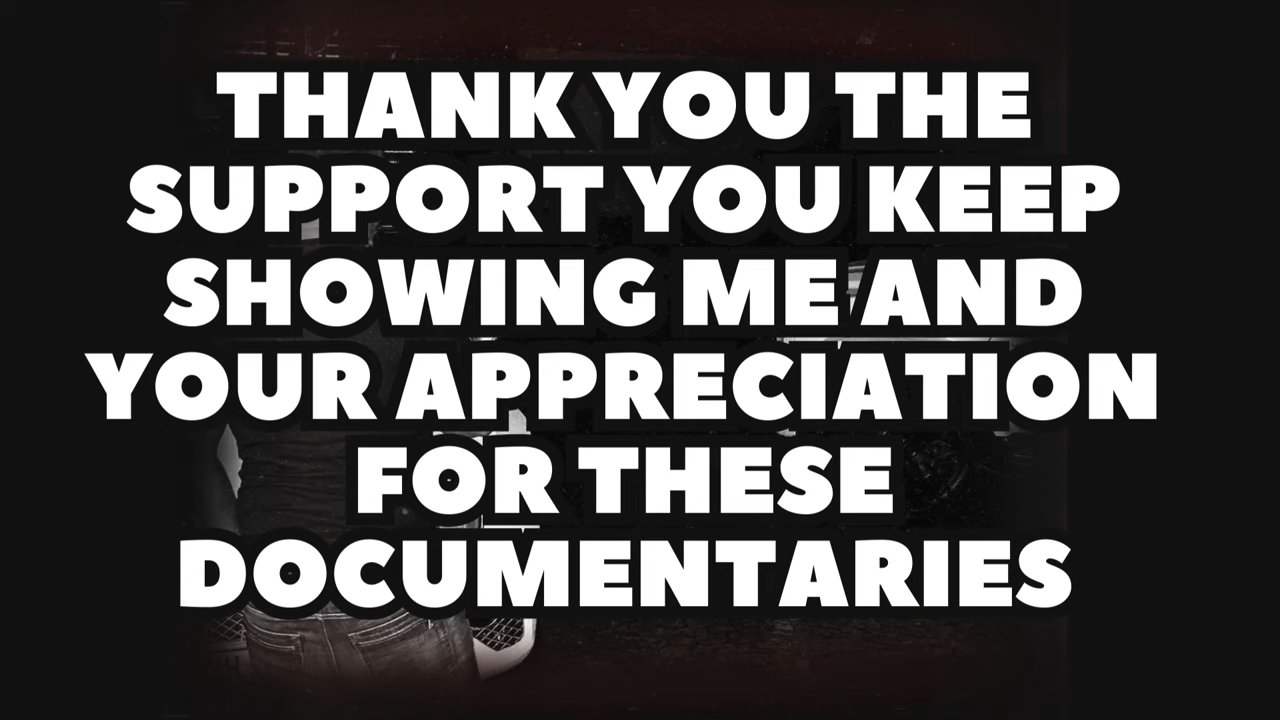 THANK YOU THE
SUPPORT YOU KEEP
SHOWING ME AND
YOUR APPRECIATION
FOR THESE
DOCUMENTARIES